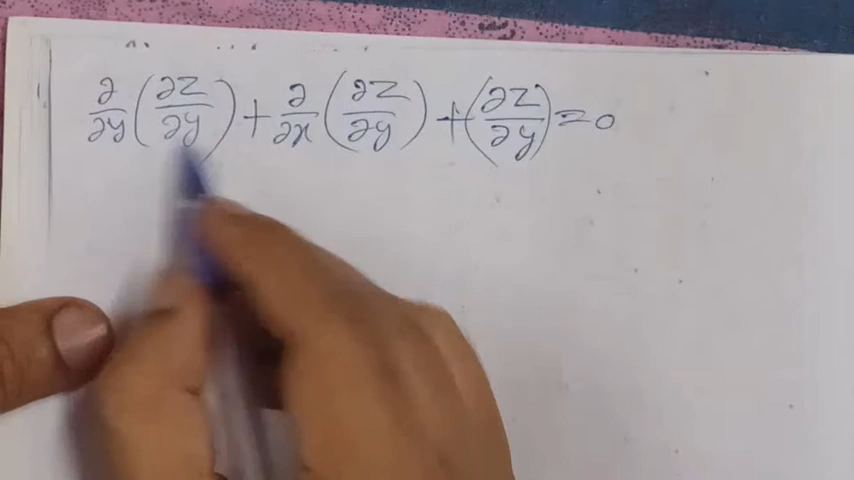 ∂/∂y (∂z/∂y) + ∂/∂x (∂z/∂y) + (∂z/∂y) = 0